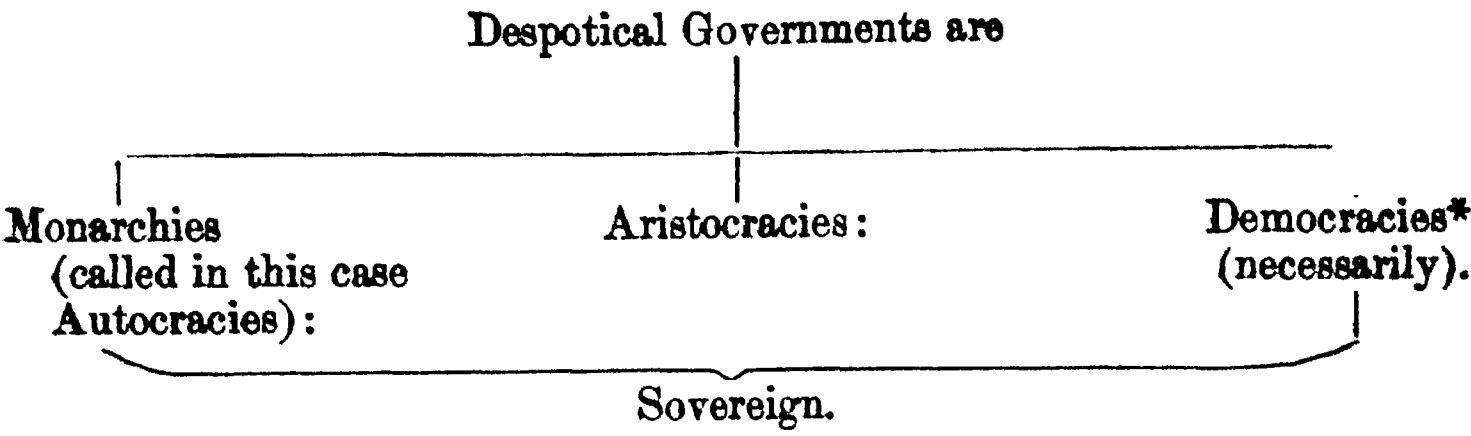 Despotical Governments are
Monarchies
(called in this case
Autocracies):
Aristocracies:
Democracies*
(necessarily).
Sovereign.